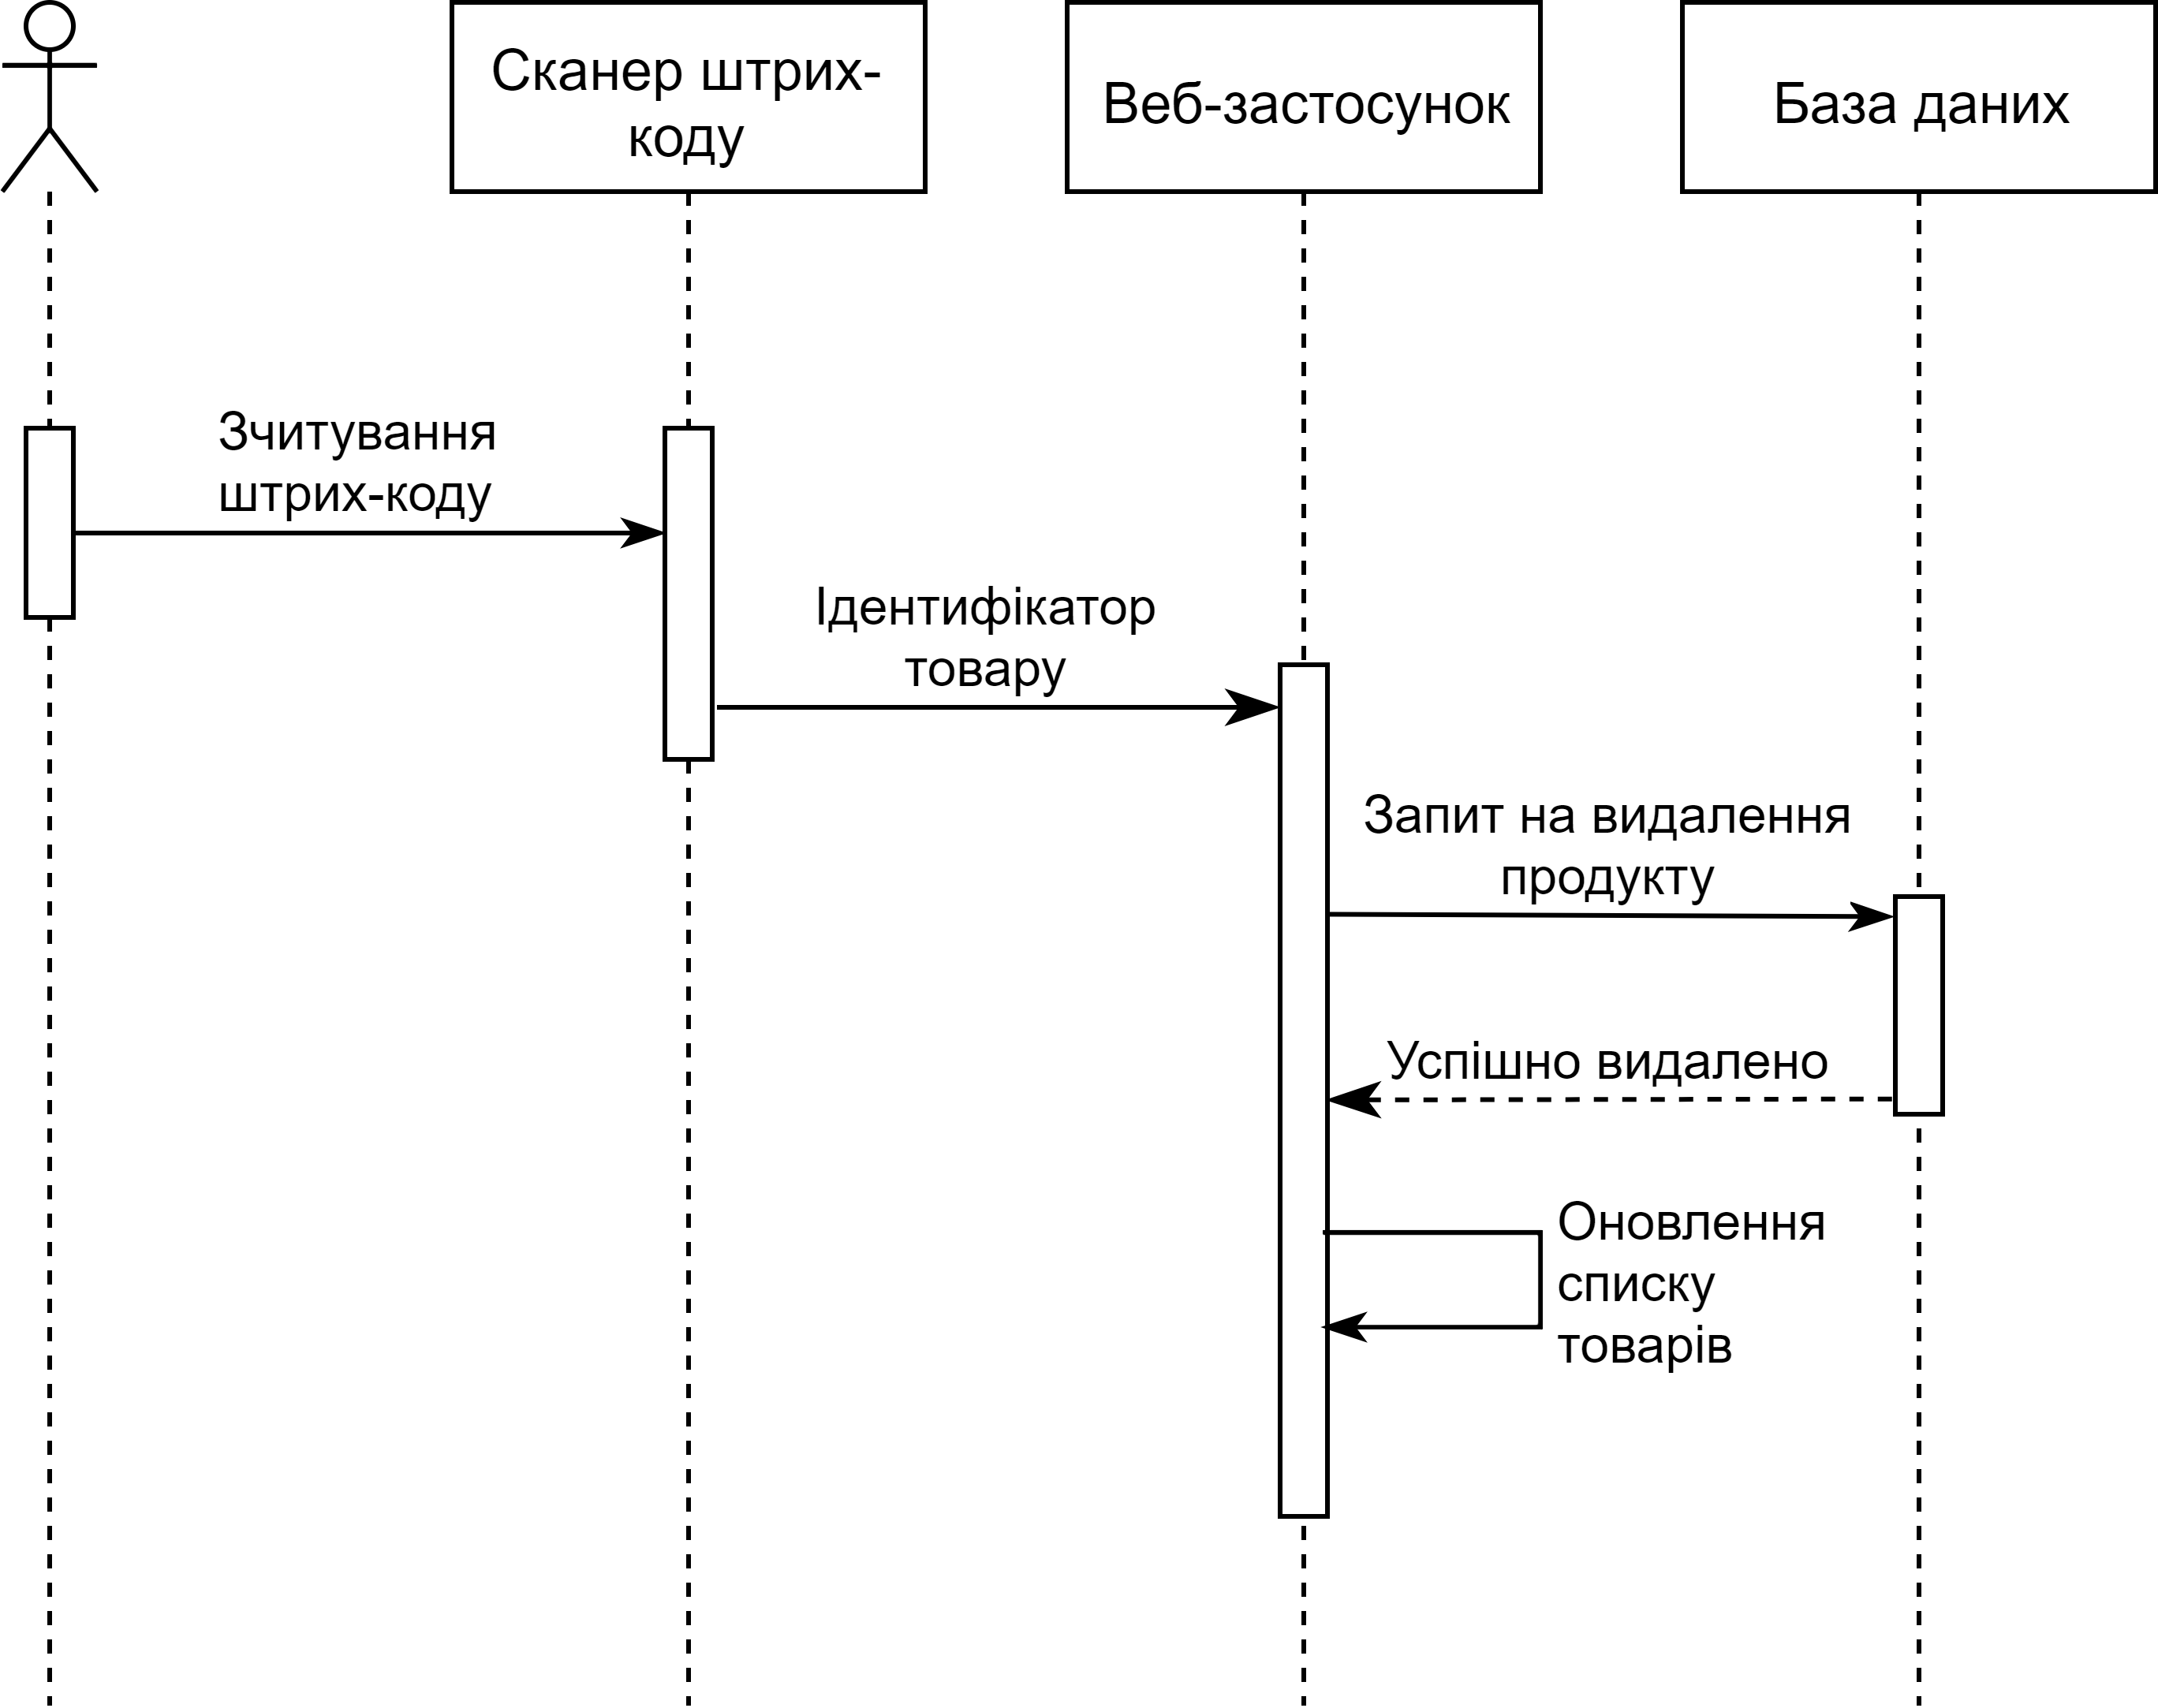 Сканер штрих-
коду
Веб-застосунок
База даних
Зчитування
штрих-коду
Ідентифікатор
товару
Запит на видалення
продукту
Успішно видалено
Оновлення
списку
товарів